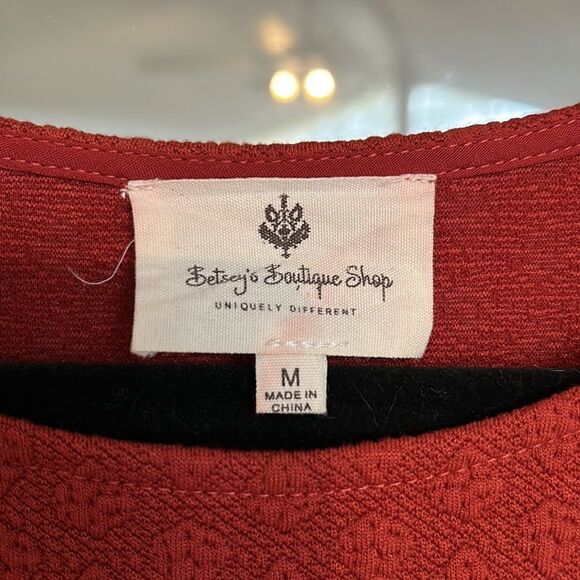 Betsey's Boutique Shop
UNIQUELY DIFFERENT
M
MADE IN
CHINA